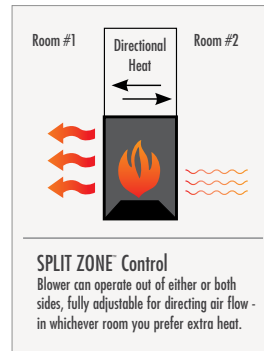 Room #1
Directional
Heat
Room #2
SPLIT ZONE™ Control
Blower can operate out of either or both
sides, fully adjustable for directing air flow -
in whichever room you prefer extra heat.